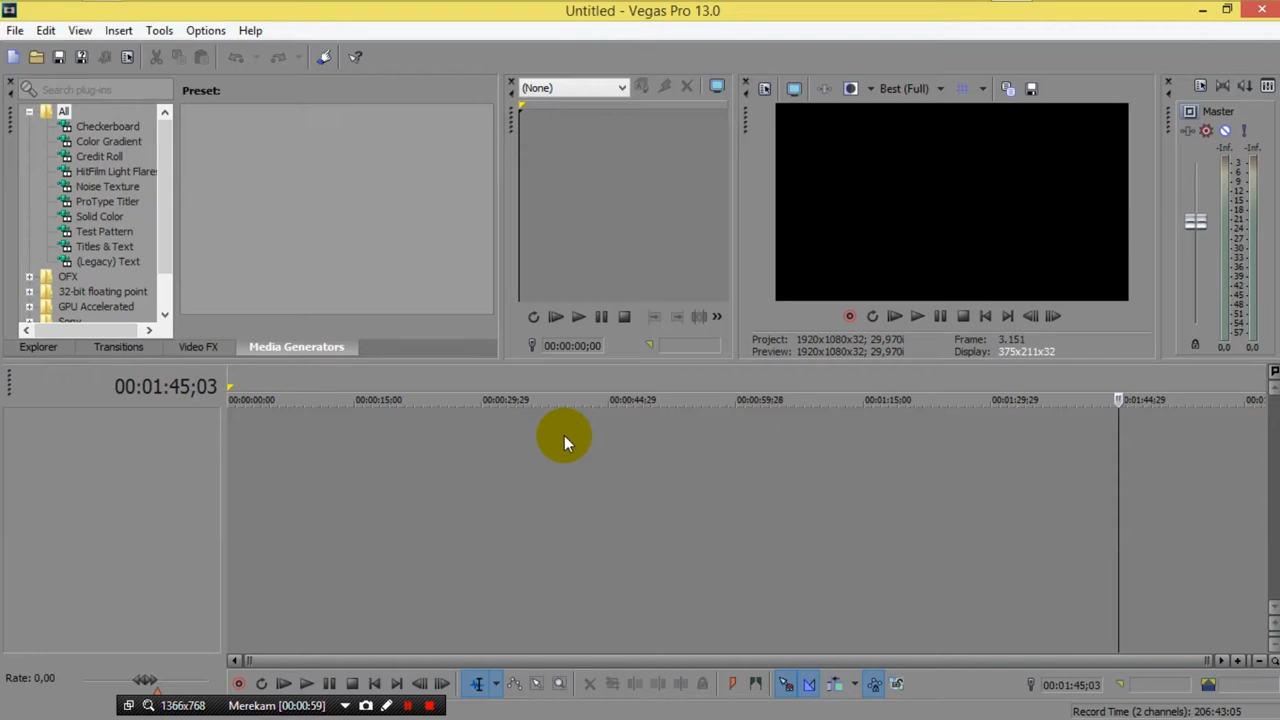 Untitled - Vegas Pro 13.0
File Edit View Insert Tools Options Help
Search plug-ins
Preset:
All
Checkerboard
Color Gradient
Credit Roll
HitFilm Light Flares
Noise Texture
ProType Titler
Solid Color
Test Pattern
Titles & Text
(Legacy) Text
OFX
32-bit floating point
GPU Accelerated
Explorer Transitions Video FX Media Generators
(None)
00:00:00;00
Best (Full)
Project: 1920x1080x32; 29,970i
Frame: 3.151
Preview: 1920x1080x32; 29,970i
Display: 375x211x32
Master
-Inf. -Inf.
3
6
9
12
15
18
21
24
27
30
33
36
39
42
45
48
51
54
57
0,0 0,0
00:01:45;03
00:00:00;00 00:00:15;00 00:00:29;29 00:00:44;29 00:00:59;28 00:01:15;00 00:01:29;29 0:01:44;29 00:0
Rate: 0,00
00:01:45;03
1366x768 Merekam [00:00:59]
Record Time (2 channels): 206:43:05